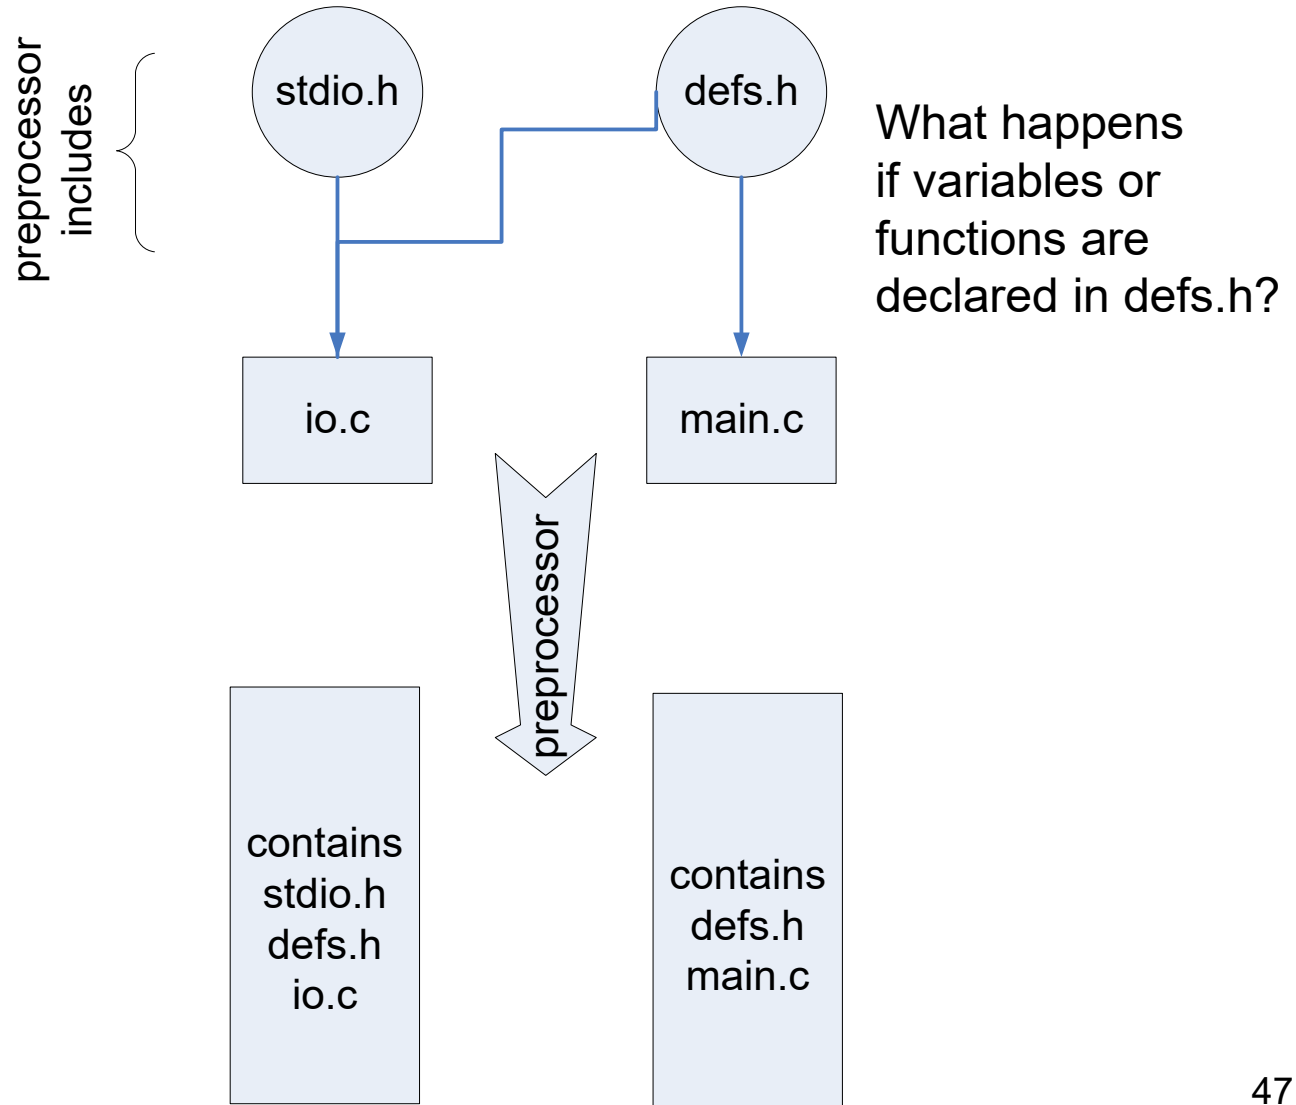 preprocessor
includes
stdio.h
defs.h
What happens
if variables or
functions are
declared in defs.h?
io.c
main.c
preprocessor
contains
stdio.h
defs.h
io.c
contains
defs.h
main.c
47